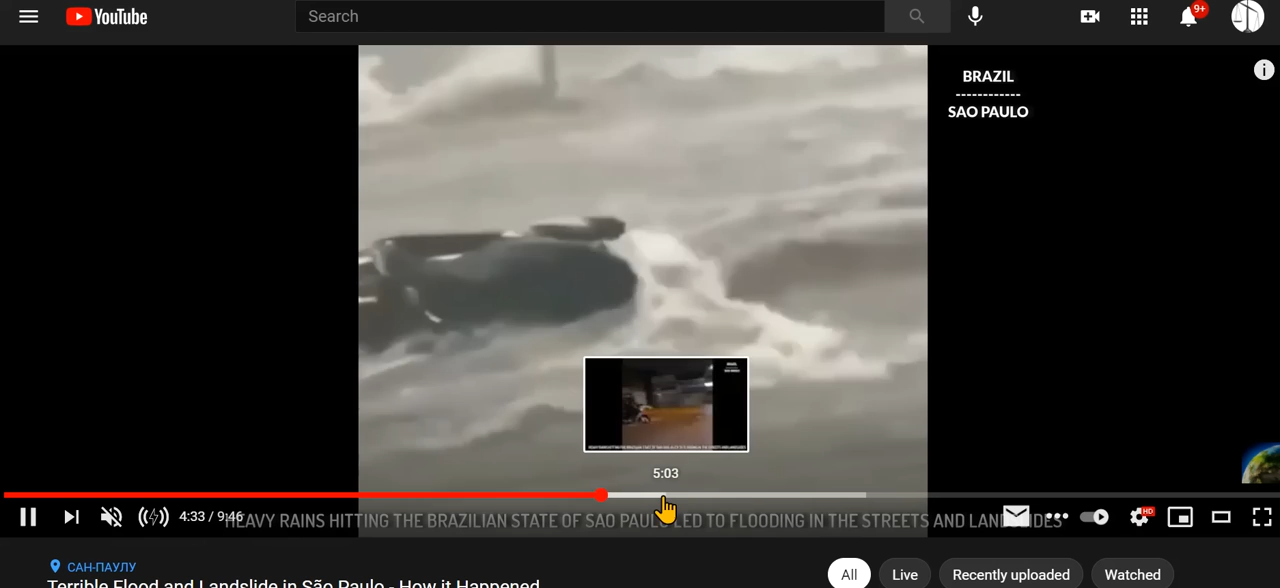 YouTube
Search
9+
BRAZIL
------------
SAO PAULO
5:03
4:33 / 9:46
HEAVY RAINS HITTING THE BRAZILIAN STATE OF SAO PAULO LED TO FLOODING IN THE STREETS AND LANDSLIDES
HD
САН-ПАУЛУ
Terrible Flood and Landslide in São Paulo - How it Happened
All
Live
Recently uploaded
Watched